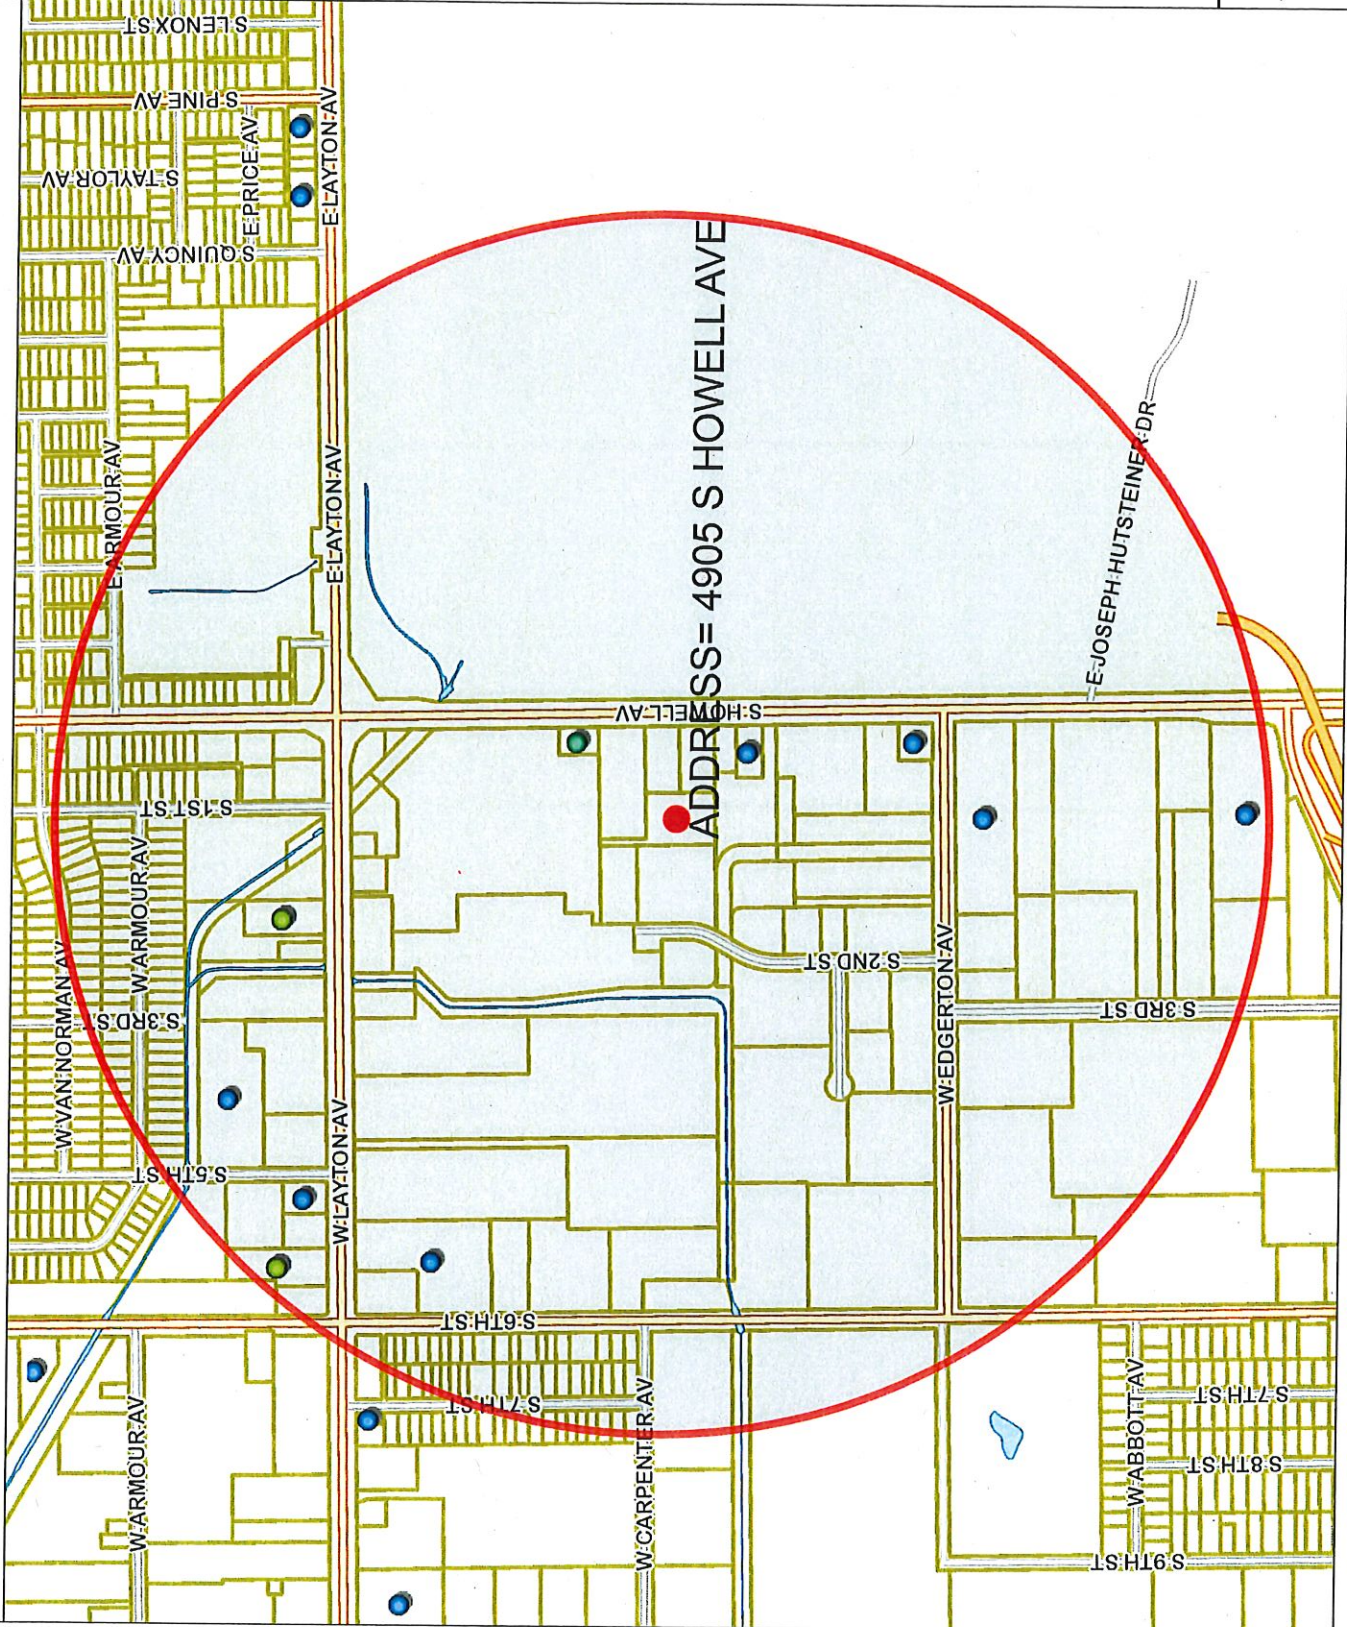 S LENOX ST
S PINE AV
E PRICE AV
E LAYTON AV
S TAYLOR AV
S QUINCY AV
E ARMOUR AV
E LAYTON AV
ADDRESS= 4905 S HOWELL AVE
E JOSEPH HUTSTEINER DR
S HOWELL AV
S 1ST ST
W ARMOUR AV
W VAN NORMAN AV
S 3RD ST
S 2ND ST
W EDGERTON AV
S 3RD ST
S 5TH ST
W LAYTON AV
S 6TH ST
S 7TH ST
W CARPENTER AV
W ARMOUR AV
W ABBOTT AV
S 7TH ST
S 8TH ST
S 9TH ST